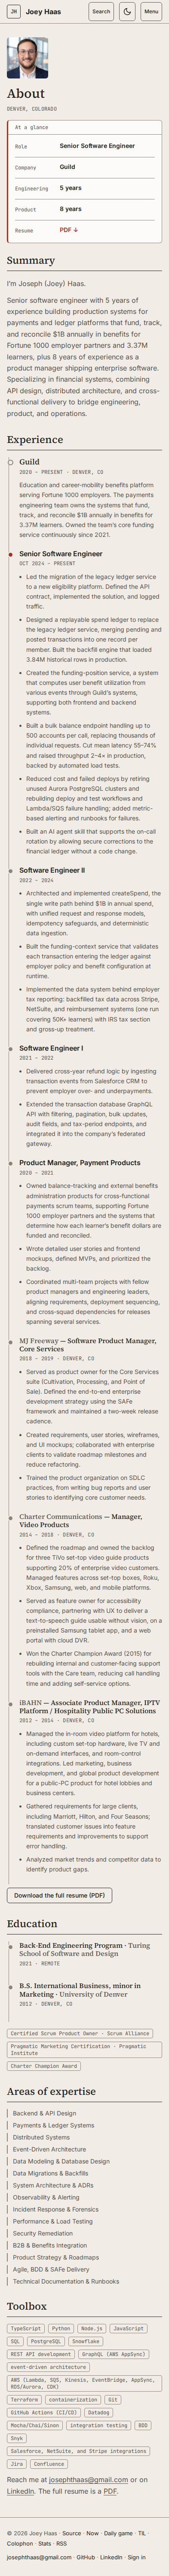 JH Joey Haas Search Menu
About
DENVER, COLORADO
At a glance
Role Senior Software Engineer
Company Guild
Engineering 5 years
Product 8 years
Resume PDF ↓
Summary
I'm Joseph (Joey) Haas.
Senior software engineer with 5 years of
experience building production systems for
payments and ledger platforms that fund, track,
and reconcile $1B annually in benefits for
Fortune 1000 employer partners and 3.37M
learners, plus 8 years of experience as a
product manager shipping enterprise software.
Specializing in financial systems, combining
API design, distributed architecture, and cross-
functional delivery to bridge engineering,
product, and operations.
Experience
Guild
2020 – PRESENT · DENVER, CO
Education and career-mobility benefits platform
serving Fortune 1000 employers. The payments
engineering team owns the systems that fund,
track, and reconcile $1B annually in benefits for
3.37M learners. Owned the team's core funding
service continuously since 2021.
Senior Software Engineer
OCT 2024 – PRESENT
• Led the migration of the legacy ledger service
to a new eligibility platform. Defined the API
contract, implemented the solution, and logged
traffic.
• Designed a replayable spend ledger to replace
the legacy ledger service, merging pending and
posted transactions into one record per
member. Built the backfill engine that loaded
3.84M historical rows in production.
• Created the funding-service, a system
that computes user benefit utilization from
various events through Guild's systems,
supporting both frontend and backend
systems.
• Built a bulk balance endpoint handling up to
500 accounts per call, replacing thousands of
individual requests. Cut mean latency 55–74%
and raised throughput 2–4× in production,
backed by automated load tests.
• Reduced cost and failed deploys by retiring
unused Aurora PostgreSQL clusters and
rebuilding deploy and test workflows and
Lambda/SQS failure handling; added metric-
based alerting and runbooks for failures.
• Built an AI agent skill that supports the on-call
rotation by allowing secure corrections to the
financial ledger without a code change.
Software Engineer II
2022 – 2024
• Architected and implemented createSpend, the
single write path behind $1B in annual spend,
with unified request and response models,
idempotency safeguards, and deterministic
data ingestion.
• Built the funding-context service that validates
each transaction entering the ledger against
employer policy and benefit configuration in
real time.
• Implemented the data system behind employer
tax reporting: backfilled tax data across Stripe,
NetSuite, and reimbursement systems (one run
covering 50K+ learners) with IRS tax section
and gross-up treatment.
Software Engineer I
2021 – 2022
• Delivered cross-year refund logic by ingesting
transaction events from Salesforce CRM to
prevent employer over- and underpayments.
• Extended the transaction database GraphQL
API with filtering, pagination, bulk updates,
audit fields, and tax-period endpoints, and
integrated it into the company's federated
gateway.
Product Manager, Payment Products
2020 – 2021
• Owned balance-tracking and external benefits
administration products for cross-functional
payments scrum teams, supporting Fortune
1000 employer partners and their employees to
ensure that each learner's benefit dollars are
funded and reconciled.
• Wrote detailed user stories and frontend
mockups, defined MVPs, and prioritized the
backlog.
• Coordinated multi-team projects with fellow
product managers and engineering leaders,
aligning requirements, deployment sequencing,
and cross-squad dependencies for releases
spanning several services.
MJ Freeway — Software Product Manager,
Core Services
2018 – 2019 · DENVER, CO
• Served as product owner for the Core Services
suite (Cultivation, Processing, and Point of
Sale). Defined the end-to-end enterprise
development strategy using the SAFe
framework and maintained a two-week release
cadence.
• Created requirements, user stories, wireframes,
and UI mockups; collaborated with enterprise
clients to validate roadmap milestones and
reduce refactoring.
• Trained the product organization on SDLC
practices, from writing bug reports and user
stories to identifying core customer needs.
Charter Communications — Manager,
Video Products
2014 – 2018 · DENVER, CO
• Defined the roadmap and owned the backlog
for three TiVo set-top video guide products
supporting 20% of enterprise video customers.
Managed features across set-top boxes, Roku,
Xbox, Samsung, web, and mobile platforms.
• Served as feature owner for accessibility
compliance, partnering with UX to deliver a
text-to-speech guide usable without vision, on a
preinstalled Samsung tablet app, and a web
portal with closed DVR.
• Won the Charter Champion Award (2015) for
rebuilding internal and customer-facing support
tools with the Care team, reducing call handling
time and adding self-service options.
iBAHN — Associate Product Manager, IPTV
Platform / Hospitality Public PC Solutions
2012 – 2014 · DENVER, CO
• Managed the in-room video platform for hotels,
including custom set-top hardware, live TV and
on-demand interfaces, and room-control
integrations. Led marketing, business
development, and global product development
for a public-PC product for hotel lobbies and
business centers.
• Gathered requirements for large clients,
including Marriott, Hilton, and Four Seasons;
translated customer issues into feature
requirements and improvements to support
error handling.
• Analyzed market trends and competitor data to
identify product gaps.
Download the full resume (PDF)
Education
Back-End Engineering Program · Turing
School of Software and Design
2021 · REMOTE
B.S. International Business, minor in
Marketing · University of Denver
2012 · DENVER, CO
Certified Scrum Product Owner · Scrum Alliance
Pragmatic Marketing Certification · Pragmatic
Institute
Charter Champion Award
Areas of expertise
Backend & API Design
Payments & Ledger Systems
Distributed Systems
Event-Driven Architecture
Data Modeling & Database Design
Data Migrations & Backfills
System Architecture & ADRs
Observability & Alerting
Incident Response & Forensics
Performance & Load Testing
Security Remediation
B2B & Benefits Integration
Product Strategy & Roadmaps
Agile, BDD & SAFe Delivery
Technical Documentation & Runbooks
Toolbox
TypeScript Python Node.js JavaScript
SQL PostgreSQL Snowflake
REST API development GraphQL (AWS AppSync)
event-driven architecture
AWS (Lambda, SQS, Kinesis, EventBridge, AppSync,
RDS/Aurora, CDK)
Terraform containerization Git
GitHub Actions (CI/CD) Datadog
Mocha/Chai/Sinon integration testing BDD
Snyk
Salesforce, NetSuite, and Stripe integrations
Jira Confluence
Reach me at josephthaas@gmail.com or on
LinkedIn. The full resume is a PDF.
© 2026 Joey Haas · Source · Now · Daily game · TIL ·
Colophon · Stats · RSS
josephthaas@gmail.com · GitHub · LinkedIn · Sign in